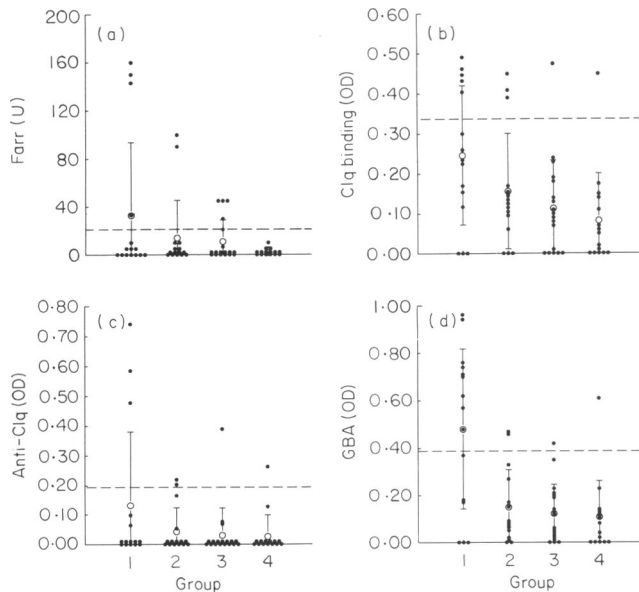 (a)
Farr (U)
200
160
120
80
40
0
(b)
Clq binding (OD)
0·60
0·50
0·40
0·30
0·20
0·10
0·00
(c)
Anti-Clq (OD)
0·80
0·70
0·60
0·50
0·40
0·30
0·20
0·10
0·00
1 2 3 4
Group
(d)
GBA (OD)
1·00
0·80
0·60
0·40
0·20
0·00
1 2 3 4
Group